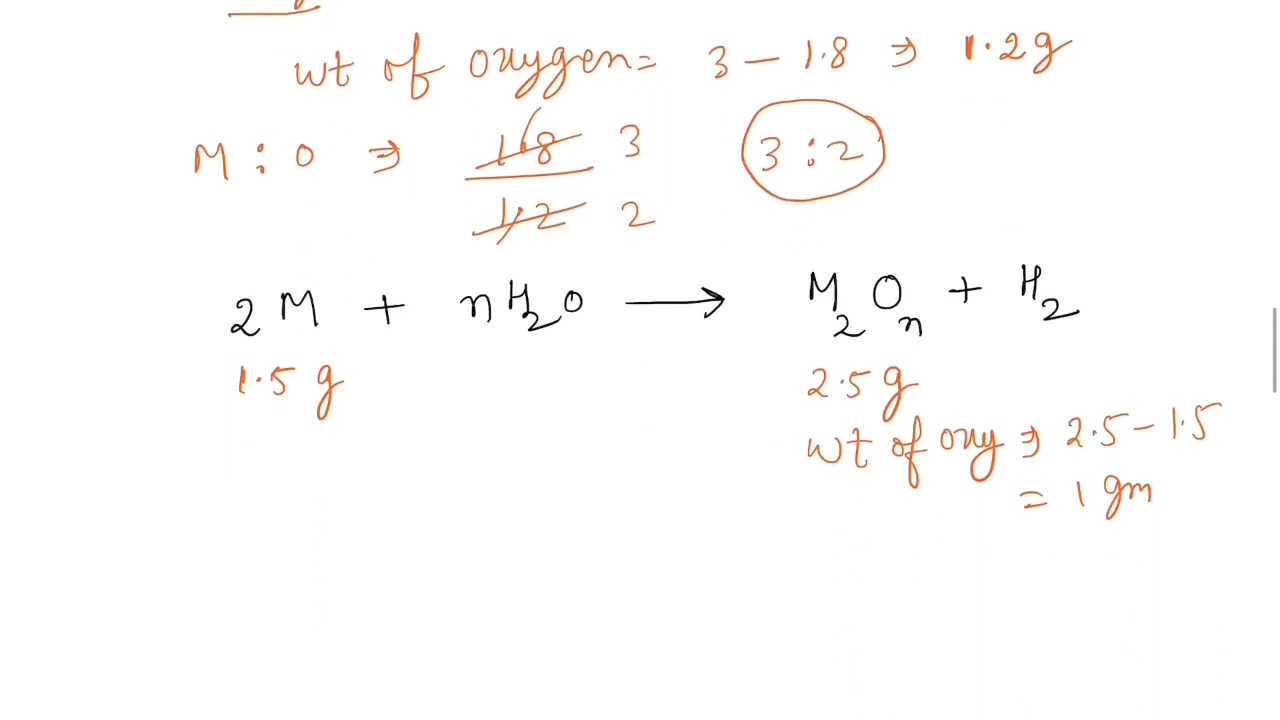 wt of oxygen = 3 - 1.8 ⇒ 1.2g
M : O ⇒ 1.8 3 3 : 2
1.2 2
2M + nH₂O ⟶ M₂Oₙ + H₂
1.5 g 2.5 g
wt of oxy ⇒ 2.5 - 1.5
= 1 gm